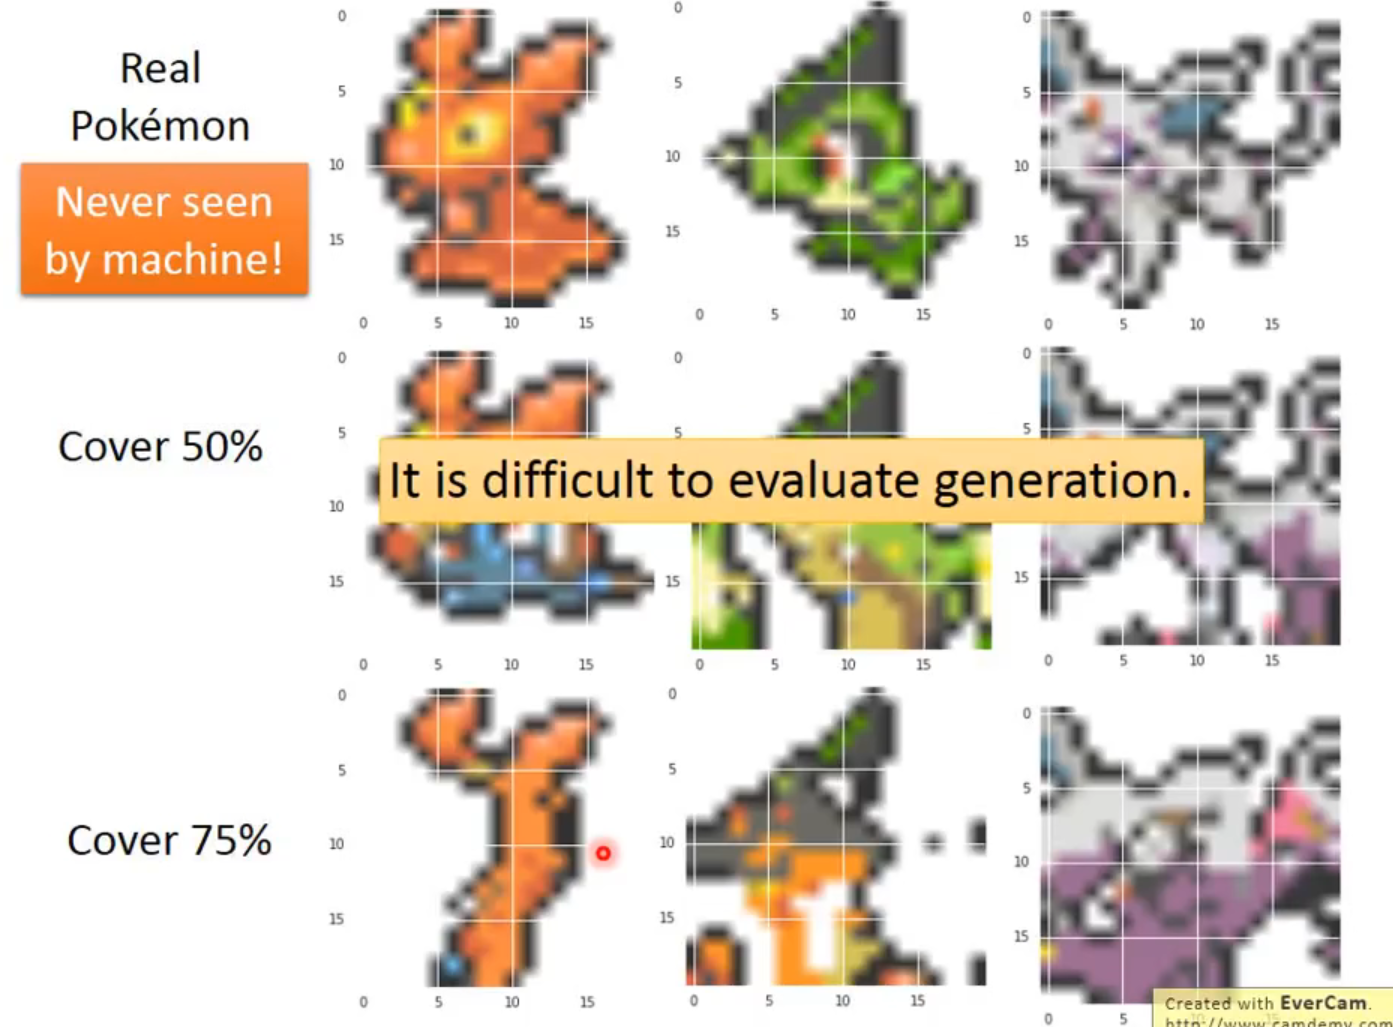 Real
Pokémon
Never seen
by machine!
0
5
10
15
0 5 10 15
0
5
10
15
0 5 10 15
0
5
10
15
0 5 10 15
Cover 50%
It is difficult to evaluate generation.
0
5
10
15
0 5 10 15
0
5
15
0 5 10 15
0
5
15
0 5 10 15
Cover 75%
0
5
10
15
0 5 10 15
0
5
10
15
0 5 10 15
0
5
10
15
0 5
Created with EverCam.
http://www.camdemy.com